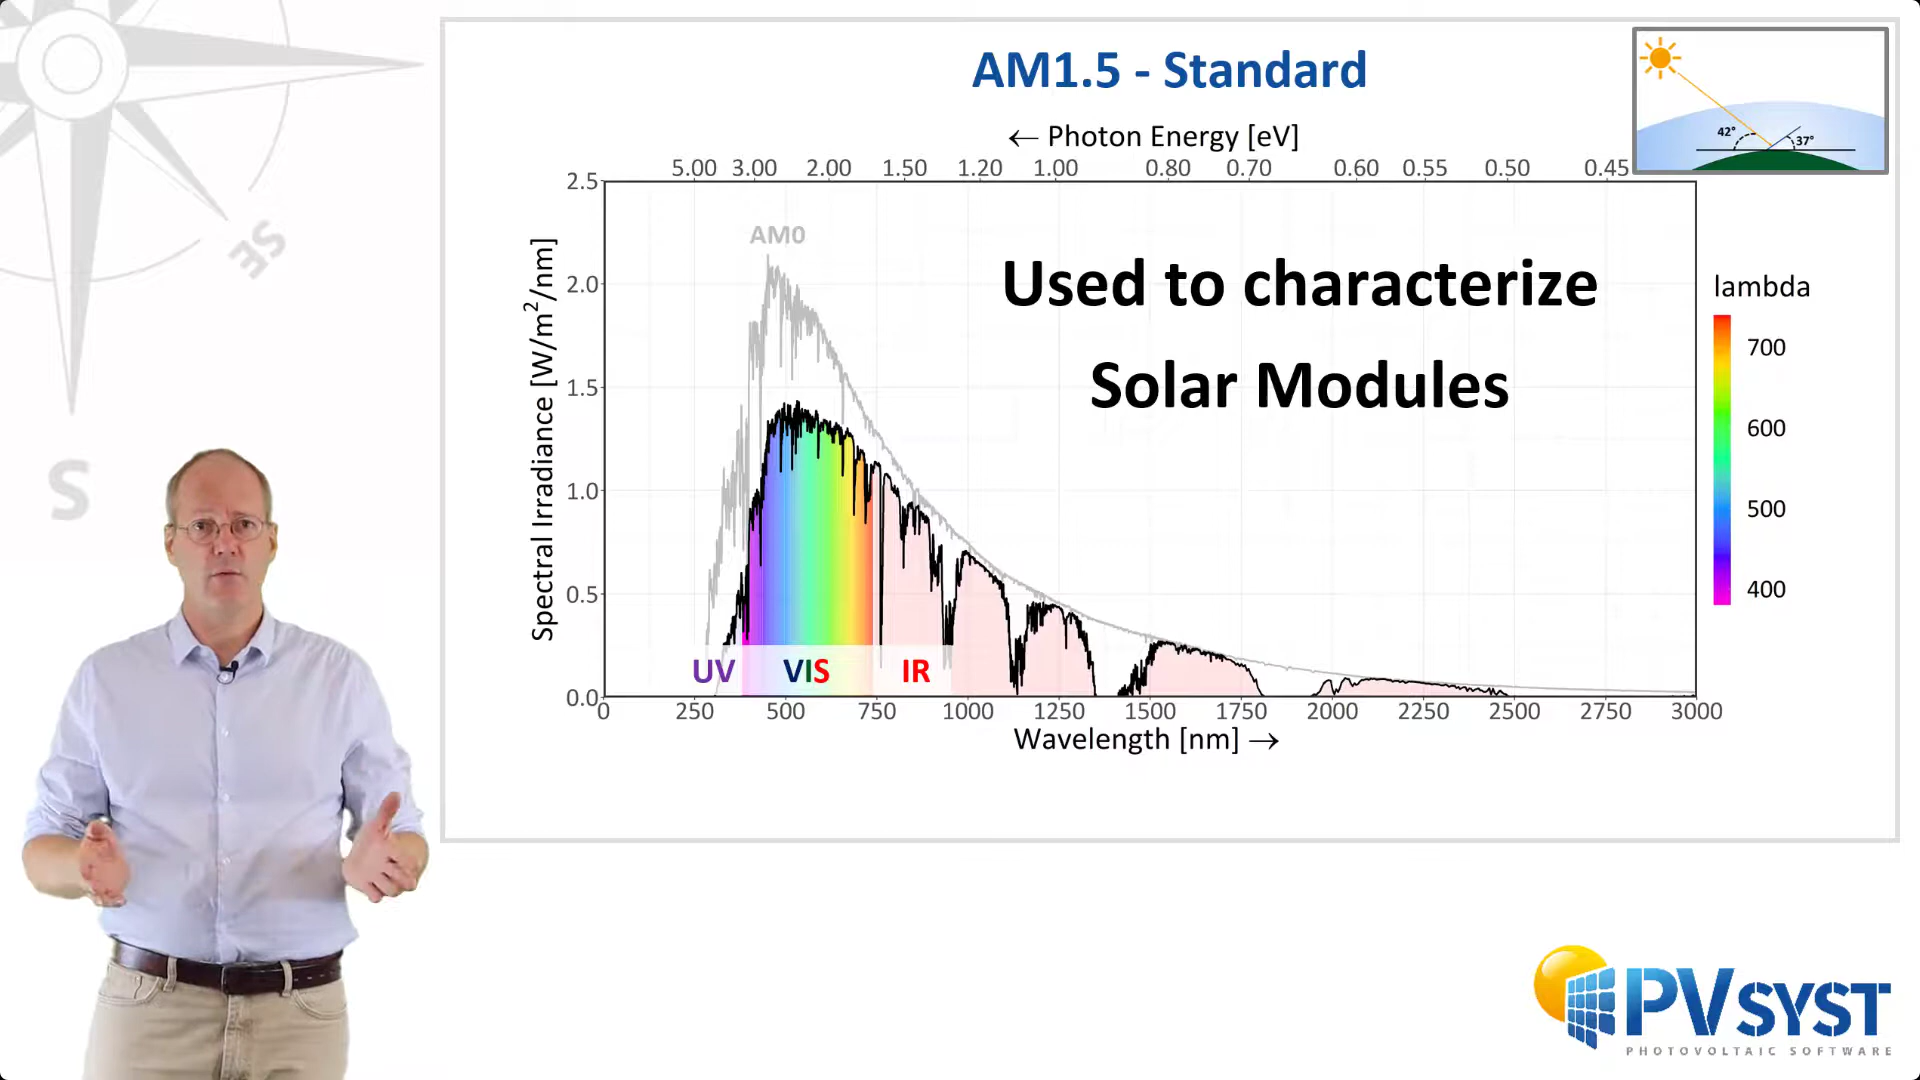 AM1.5 - Standard
← Photon Energy [eV]
5.00 3.00 2.00 1.50 1.20 1.00 0.80 0.70 0.60 0.55 0.50 0.45
42°
37°
AM0
Used to characterize
Solar Modules
Spectral Irradiance [W/m²/nm]
2.5
2.0
1.5
1.0
0.5
0.0
UV VIS IR
0 250 500 750 1000 1250 1500 1750 2000 2250 2500 2750 3000
Wavelength [nm] →
lambda
700
600
500
400
SE
S
PVSYST
PHOTOVOLTAIC SOFTWARE